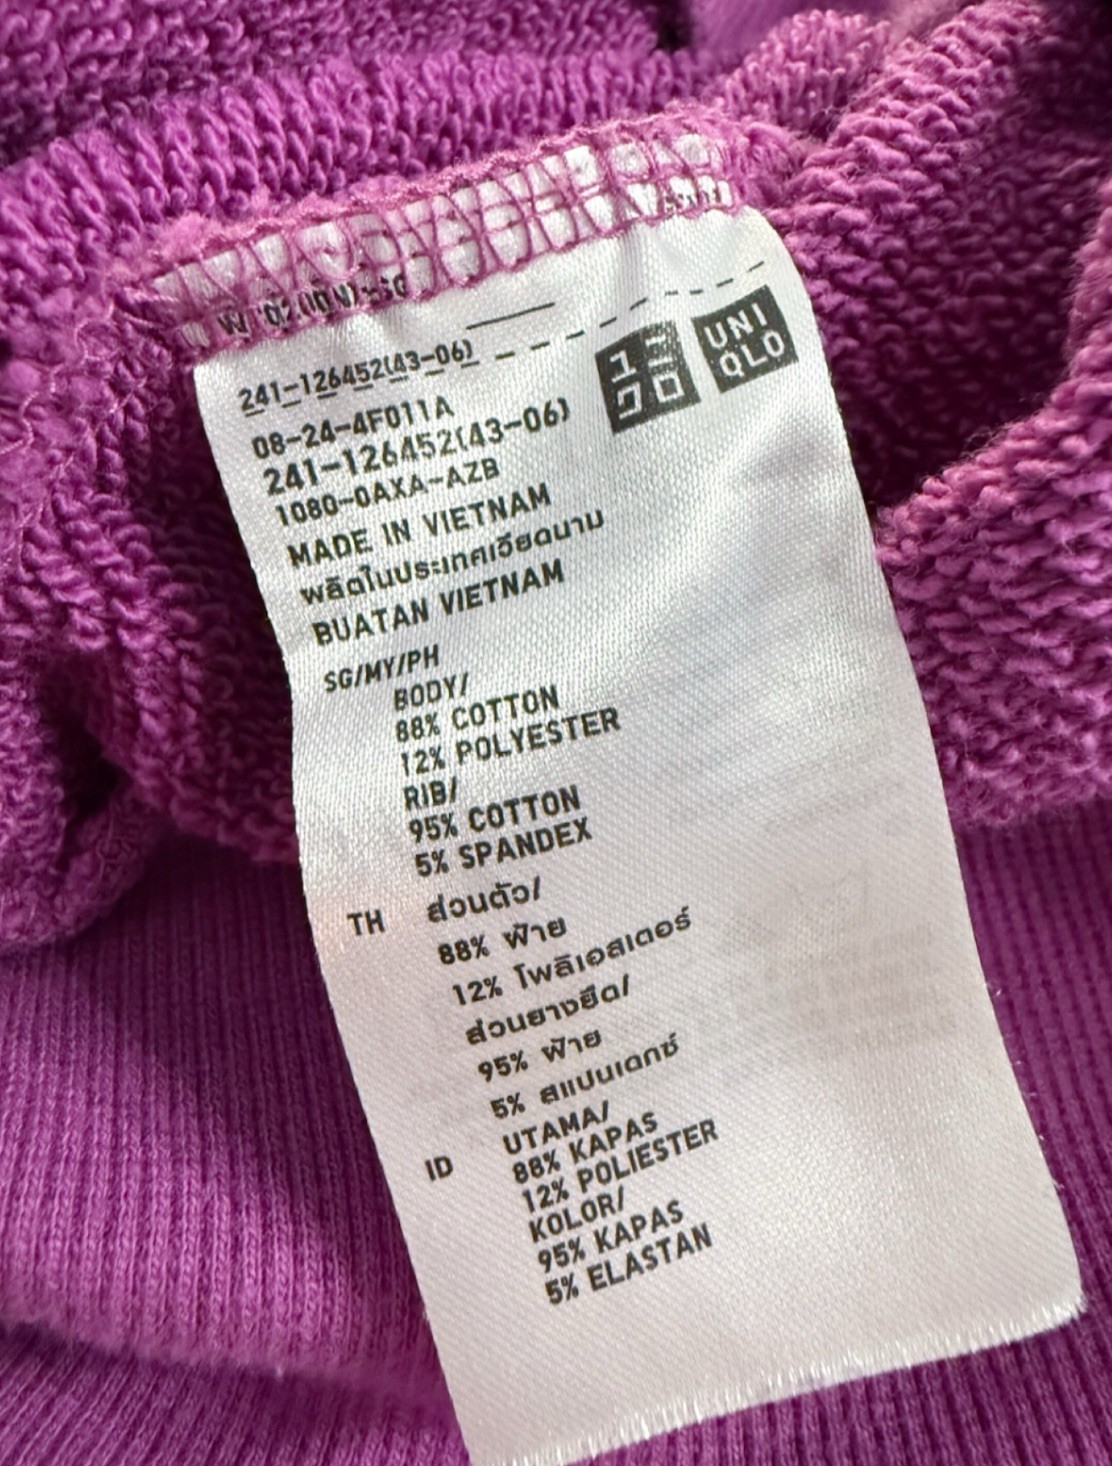 241-126452(43-06)
ユニクロ
UNIQLO
08-24-4F011A
241-126452(43-06)
1080-0AXA-AZB
MADE IN VIETNAM
ผลิตในประเทศเวียดนาม
BUATAN VIETNAM
SG/MY/PH
BODY/
88% COTTON
12% POLYESTER
RIB/
95% COTTON
5% SPANDEX
TH ส่วนตัว/
88% ฝ้าย
12% โพลีเอสเตอร์
ส่วนยางยืด/
95% ฝ้าย
5% สแปนเดกซ์
ID UTAMA/
88% KAPAS
12% POLIESTER
KOLOR/
95% KAPAS
5% ELASTAN